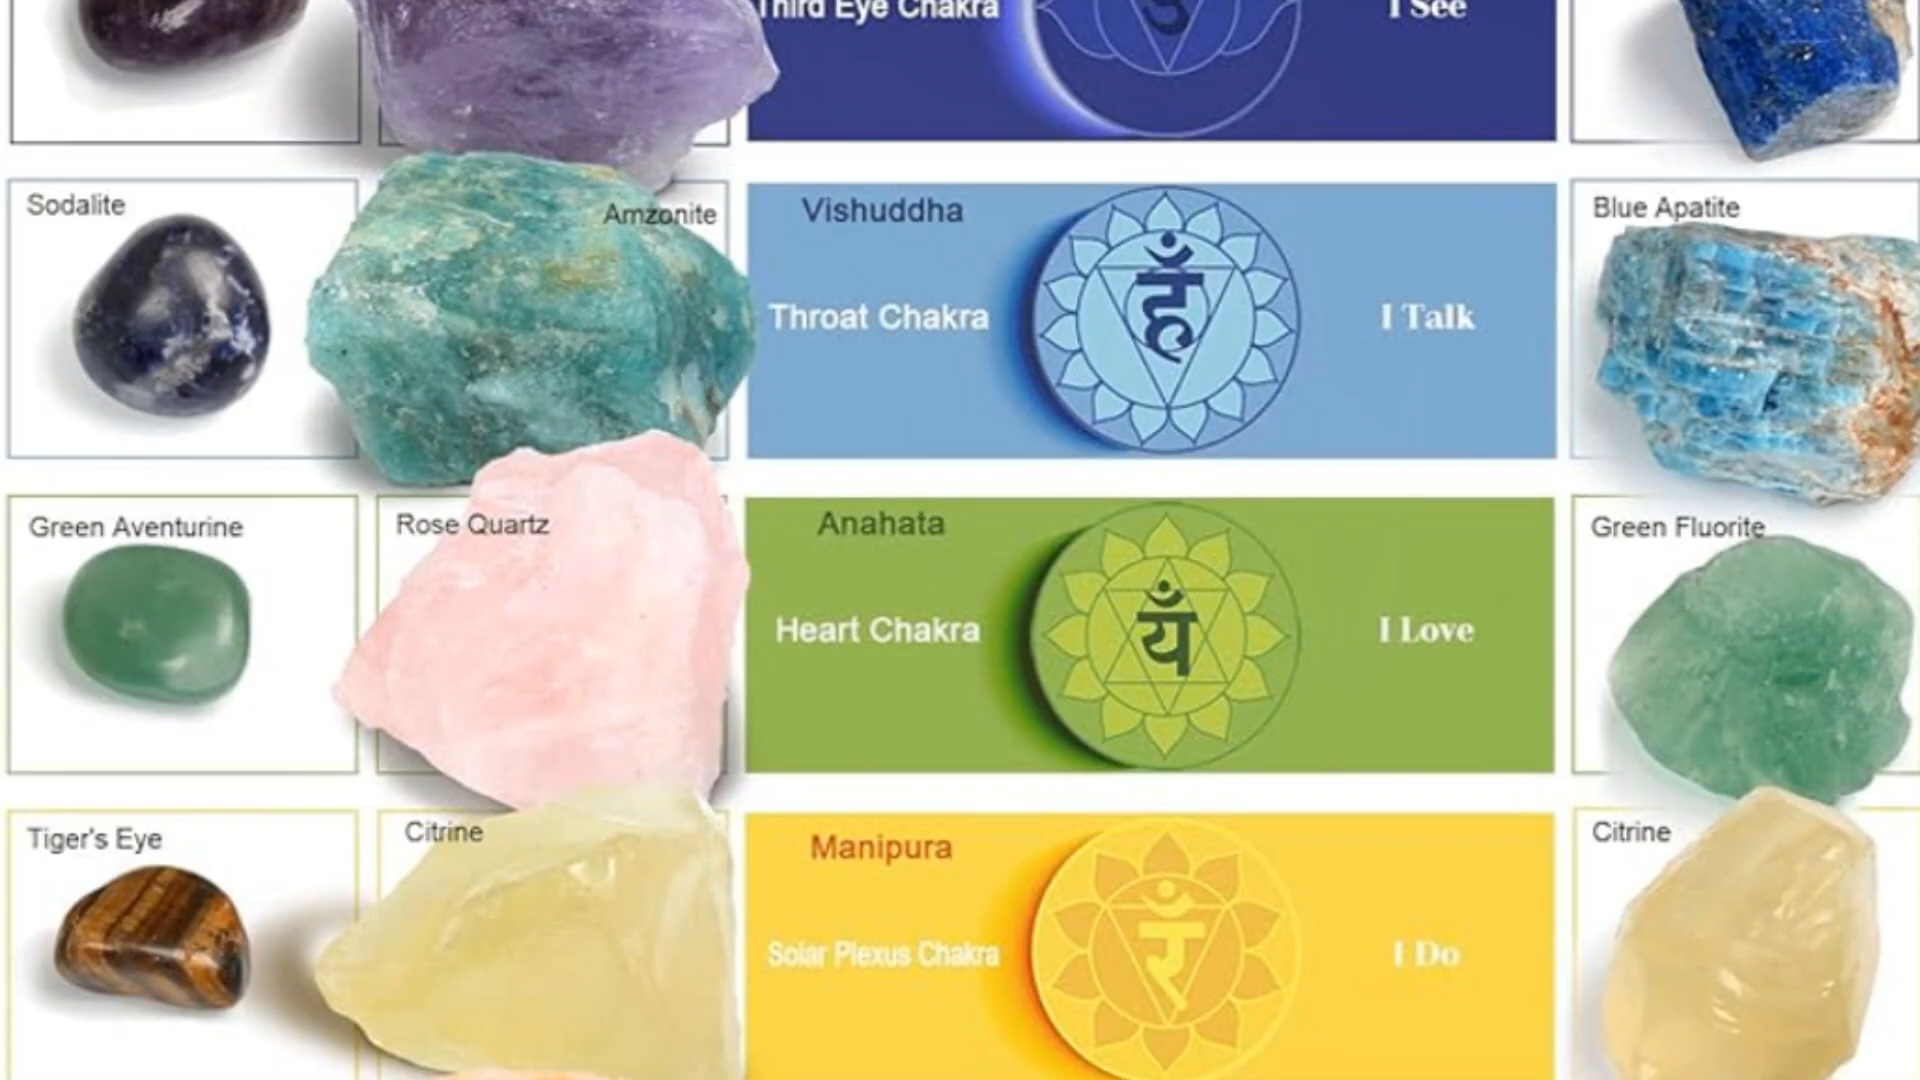 Third Eye Chakra
I See
Sodalite
Amzonite
Vishuddha
Throat Chakra
हँ
I Talk
Blue Apatite
Green Aventurine
Rose Quartz
Anahata
Heart Chakra
यँ
I Love
Green Fluorite
Tiger's Eye
Citrine
Manipura
Solar Plexus Chakra
रँ
I Do
Citrine